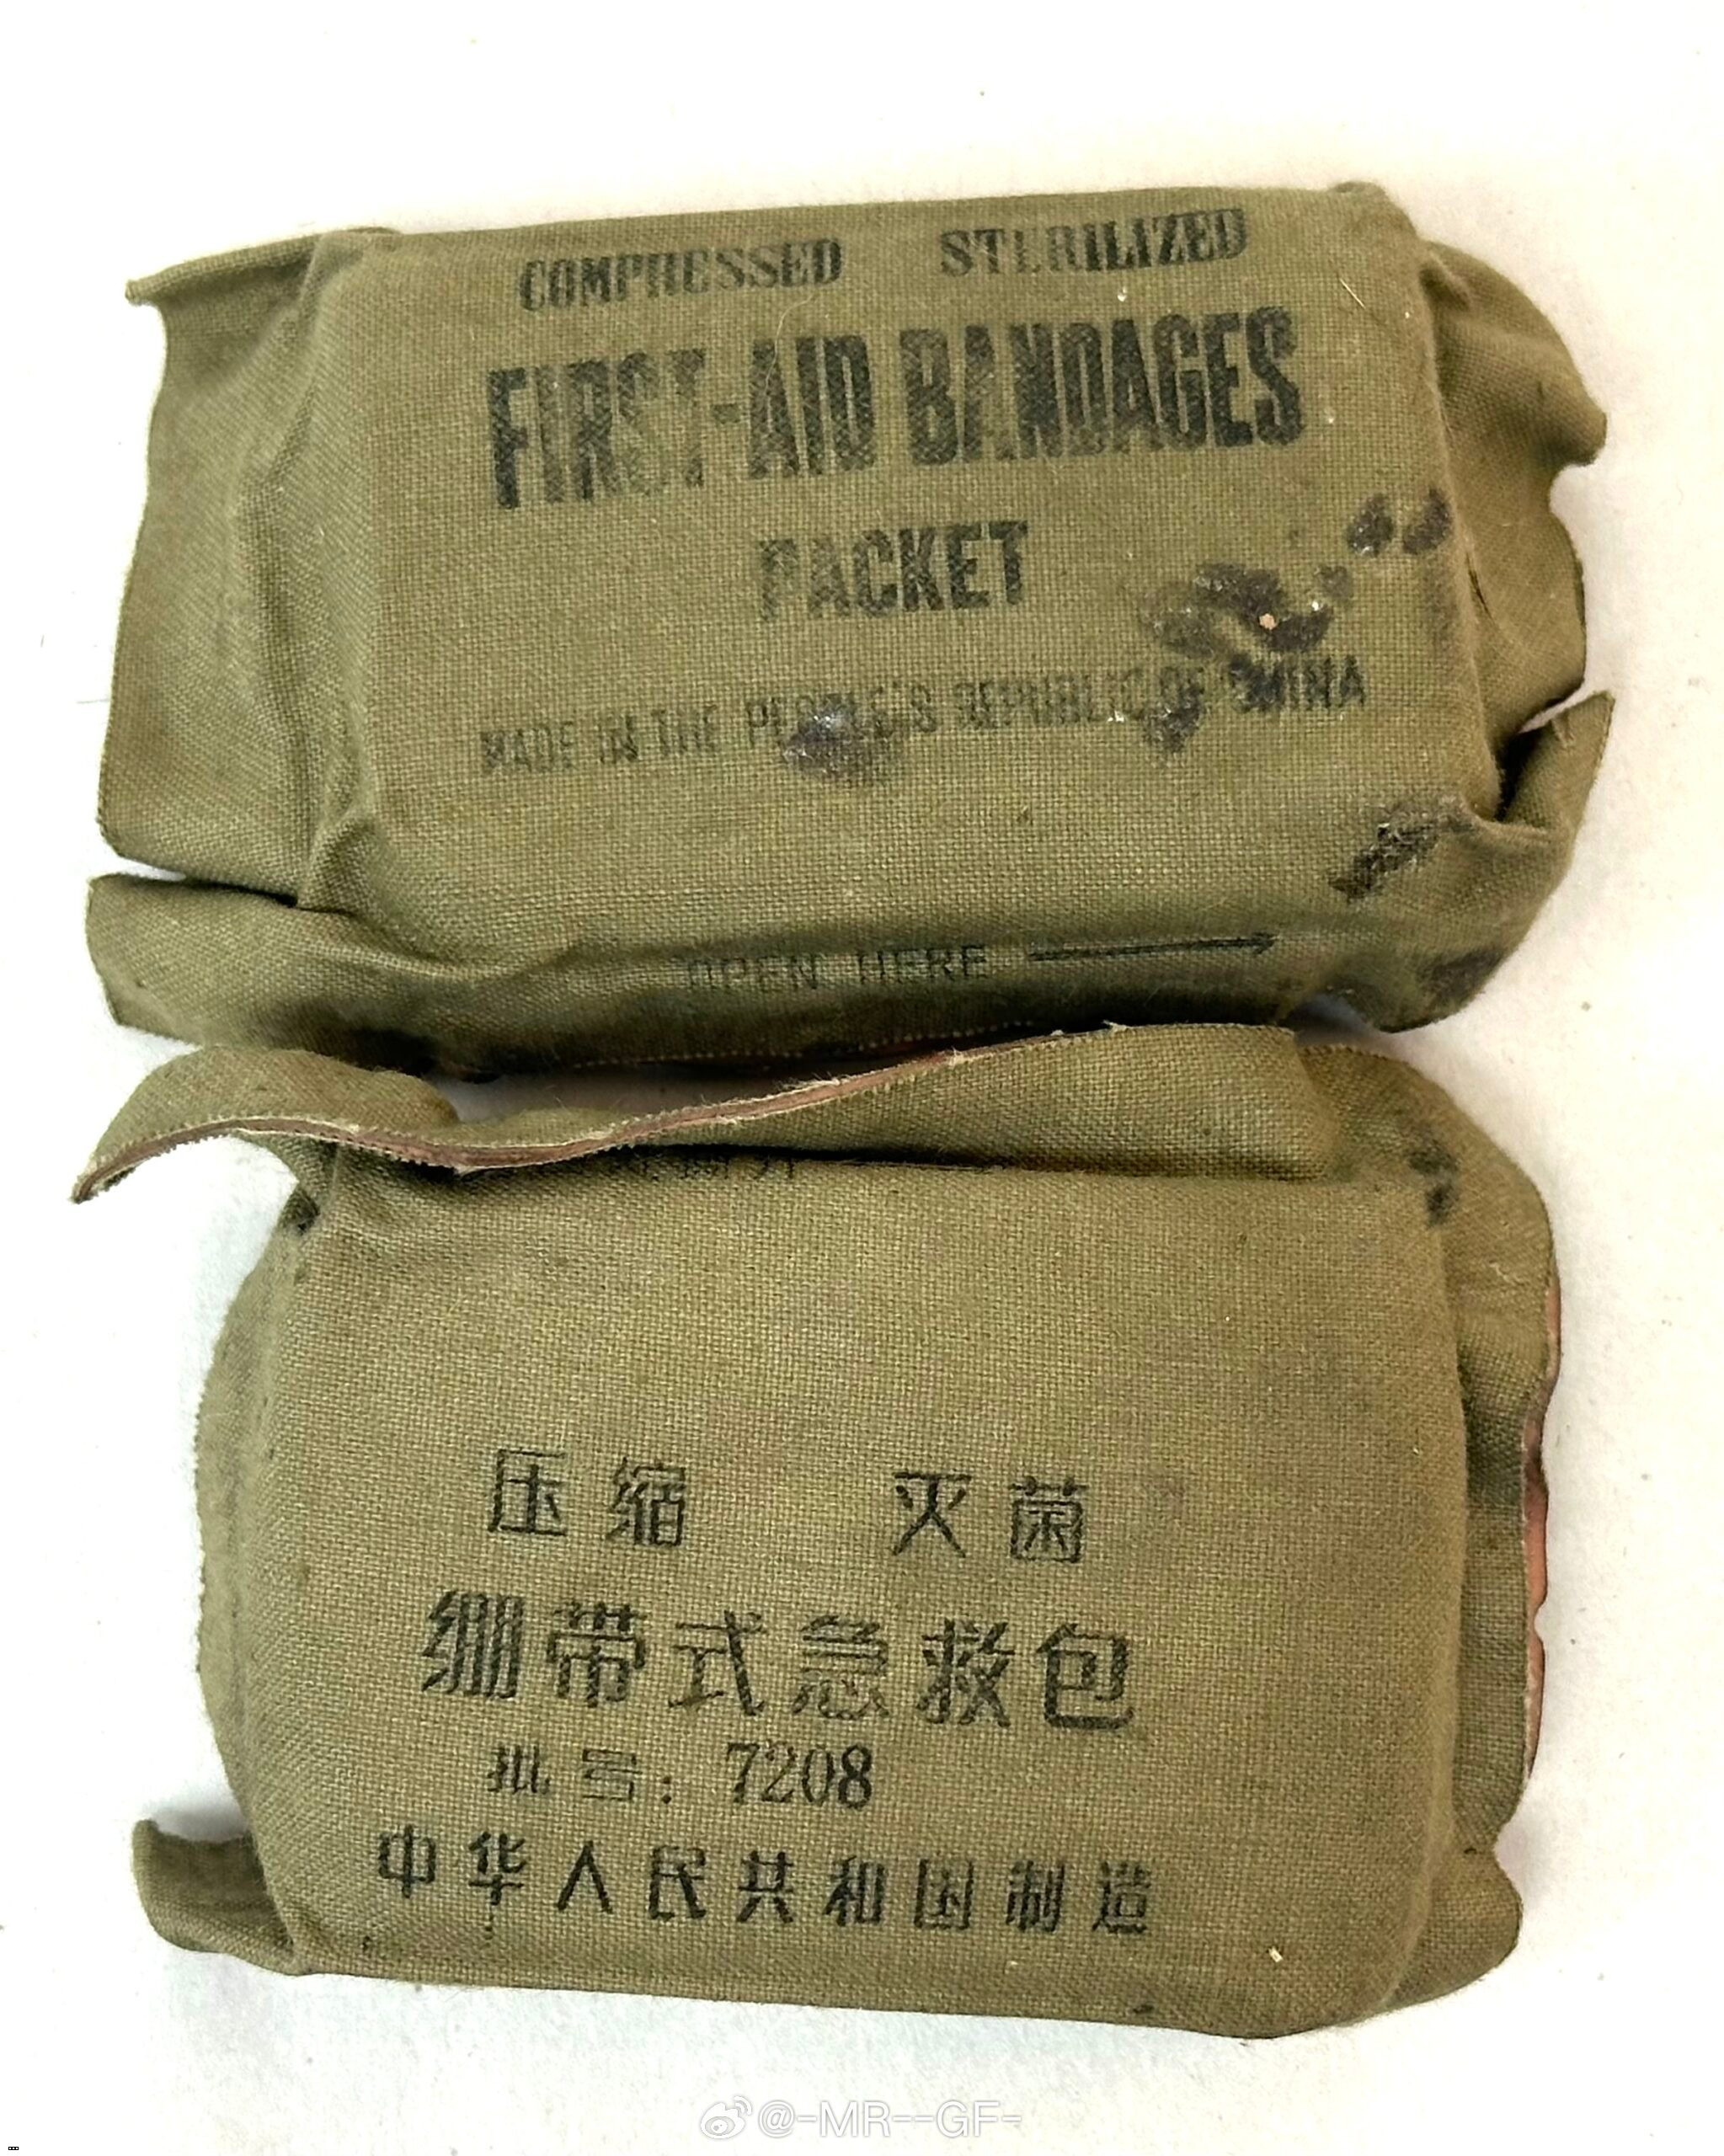 COMPRESSED STERILIZED
FIRST-AID BANDAGES
PACKET
MADE IN THE PEOPLE'S REPUBLIC OF CHINA
OPEN HERE
压缩 灭菌
绷带式急救包
批号: 7208
中华人民共和国制造
@-MR--GF-